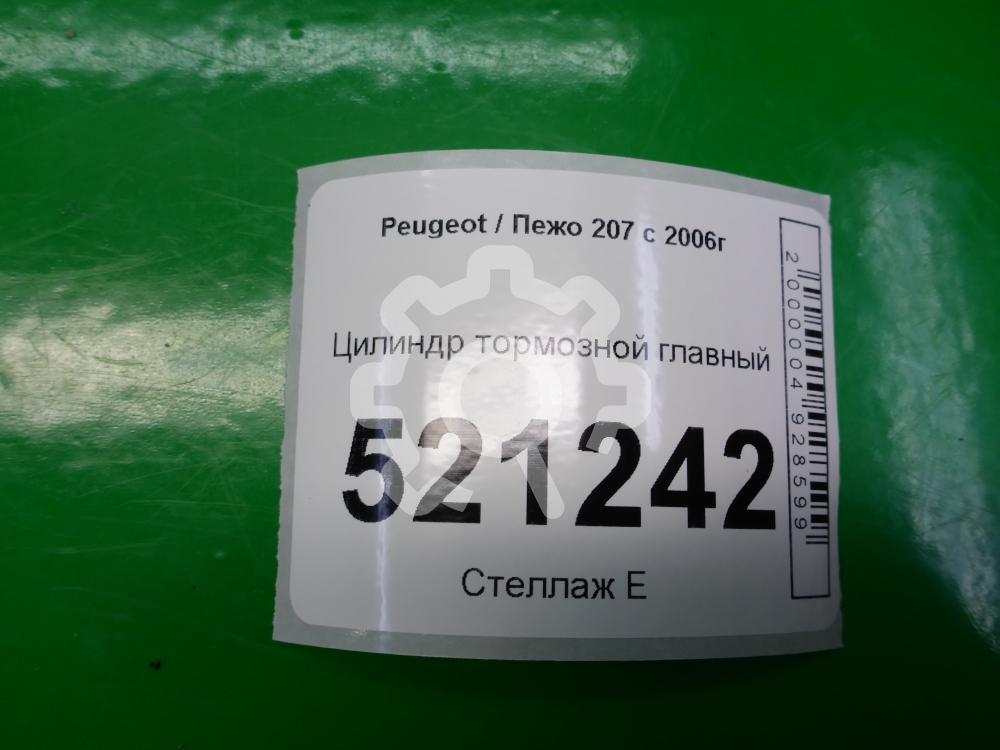 Peugeot / Пежо 207 с 2006г
Цилиндр тормозной главный
521242
Стеллаж Е
2000004928599